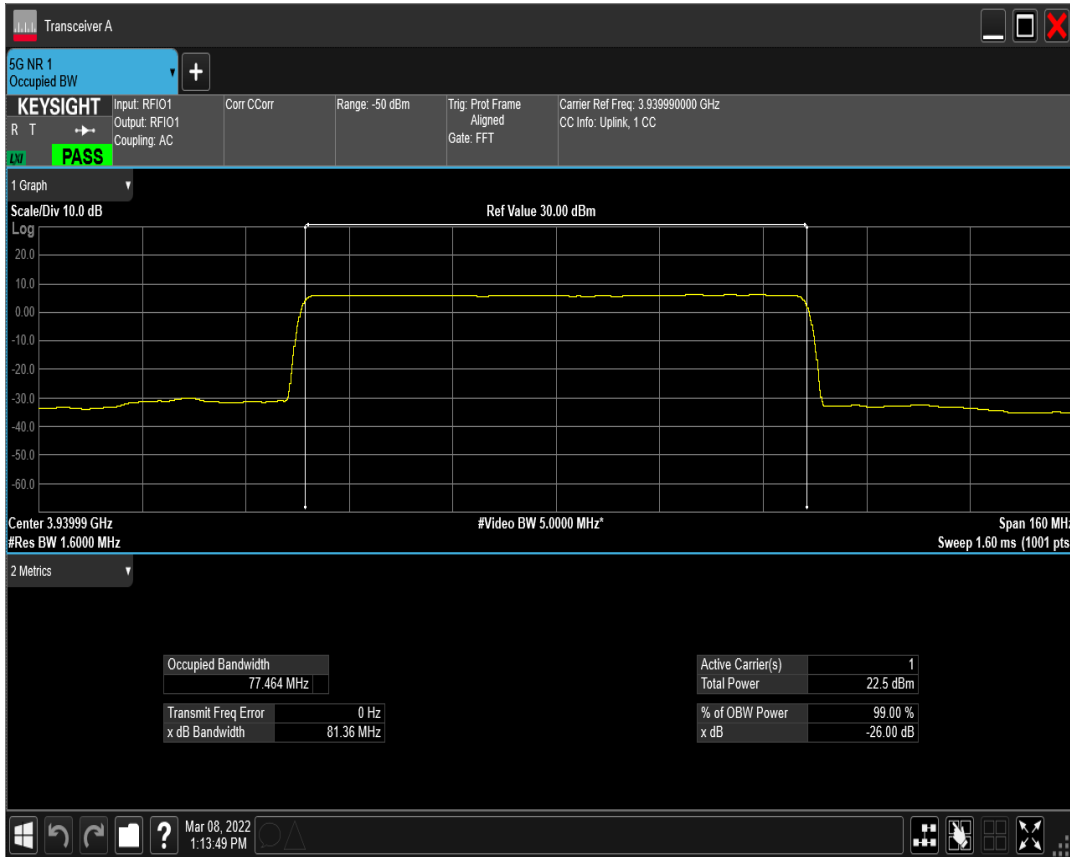 Transceiver A
5G NR 1
Occupied BW
KEYSIGHT
R T
LXI
PASS
Input: RFIO1
Output: RFIO1
Coupling: AC
Corr CCorr
Range: -50 dBm
Trig: Prot Frame
Aligned
Gate: FFT
Carrier Ref Freq: 3.939990000 GHz
CC Info: Uplink, 1 CC
1 Graph
Scale/Div 10.0 dB
Ref Value 30.00 dBm
Log
20.0
10.0
0.00
-10.0
-20.0
-30.0
-40.0
-50.0
-60.0
Center 3.93999 GHz
#Video BW 5.0000 MHz*
Span 160 MHz
#Res BW 1.6000 MHz
Sweep 1.60 ms (1001 pts
2 Metrics
Occupied Bandwidth
77.464 MHz
Transmit Freq Error 0 Hz
x dB Bandwidth 81.36 MHz
Active Carrier(s) 1
Total Power 22.5 dBm
% of OBW Power 99.00 %
x dB -26.00 dB
?
Mar 08, 2022
1:13:49 PM